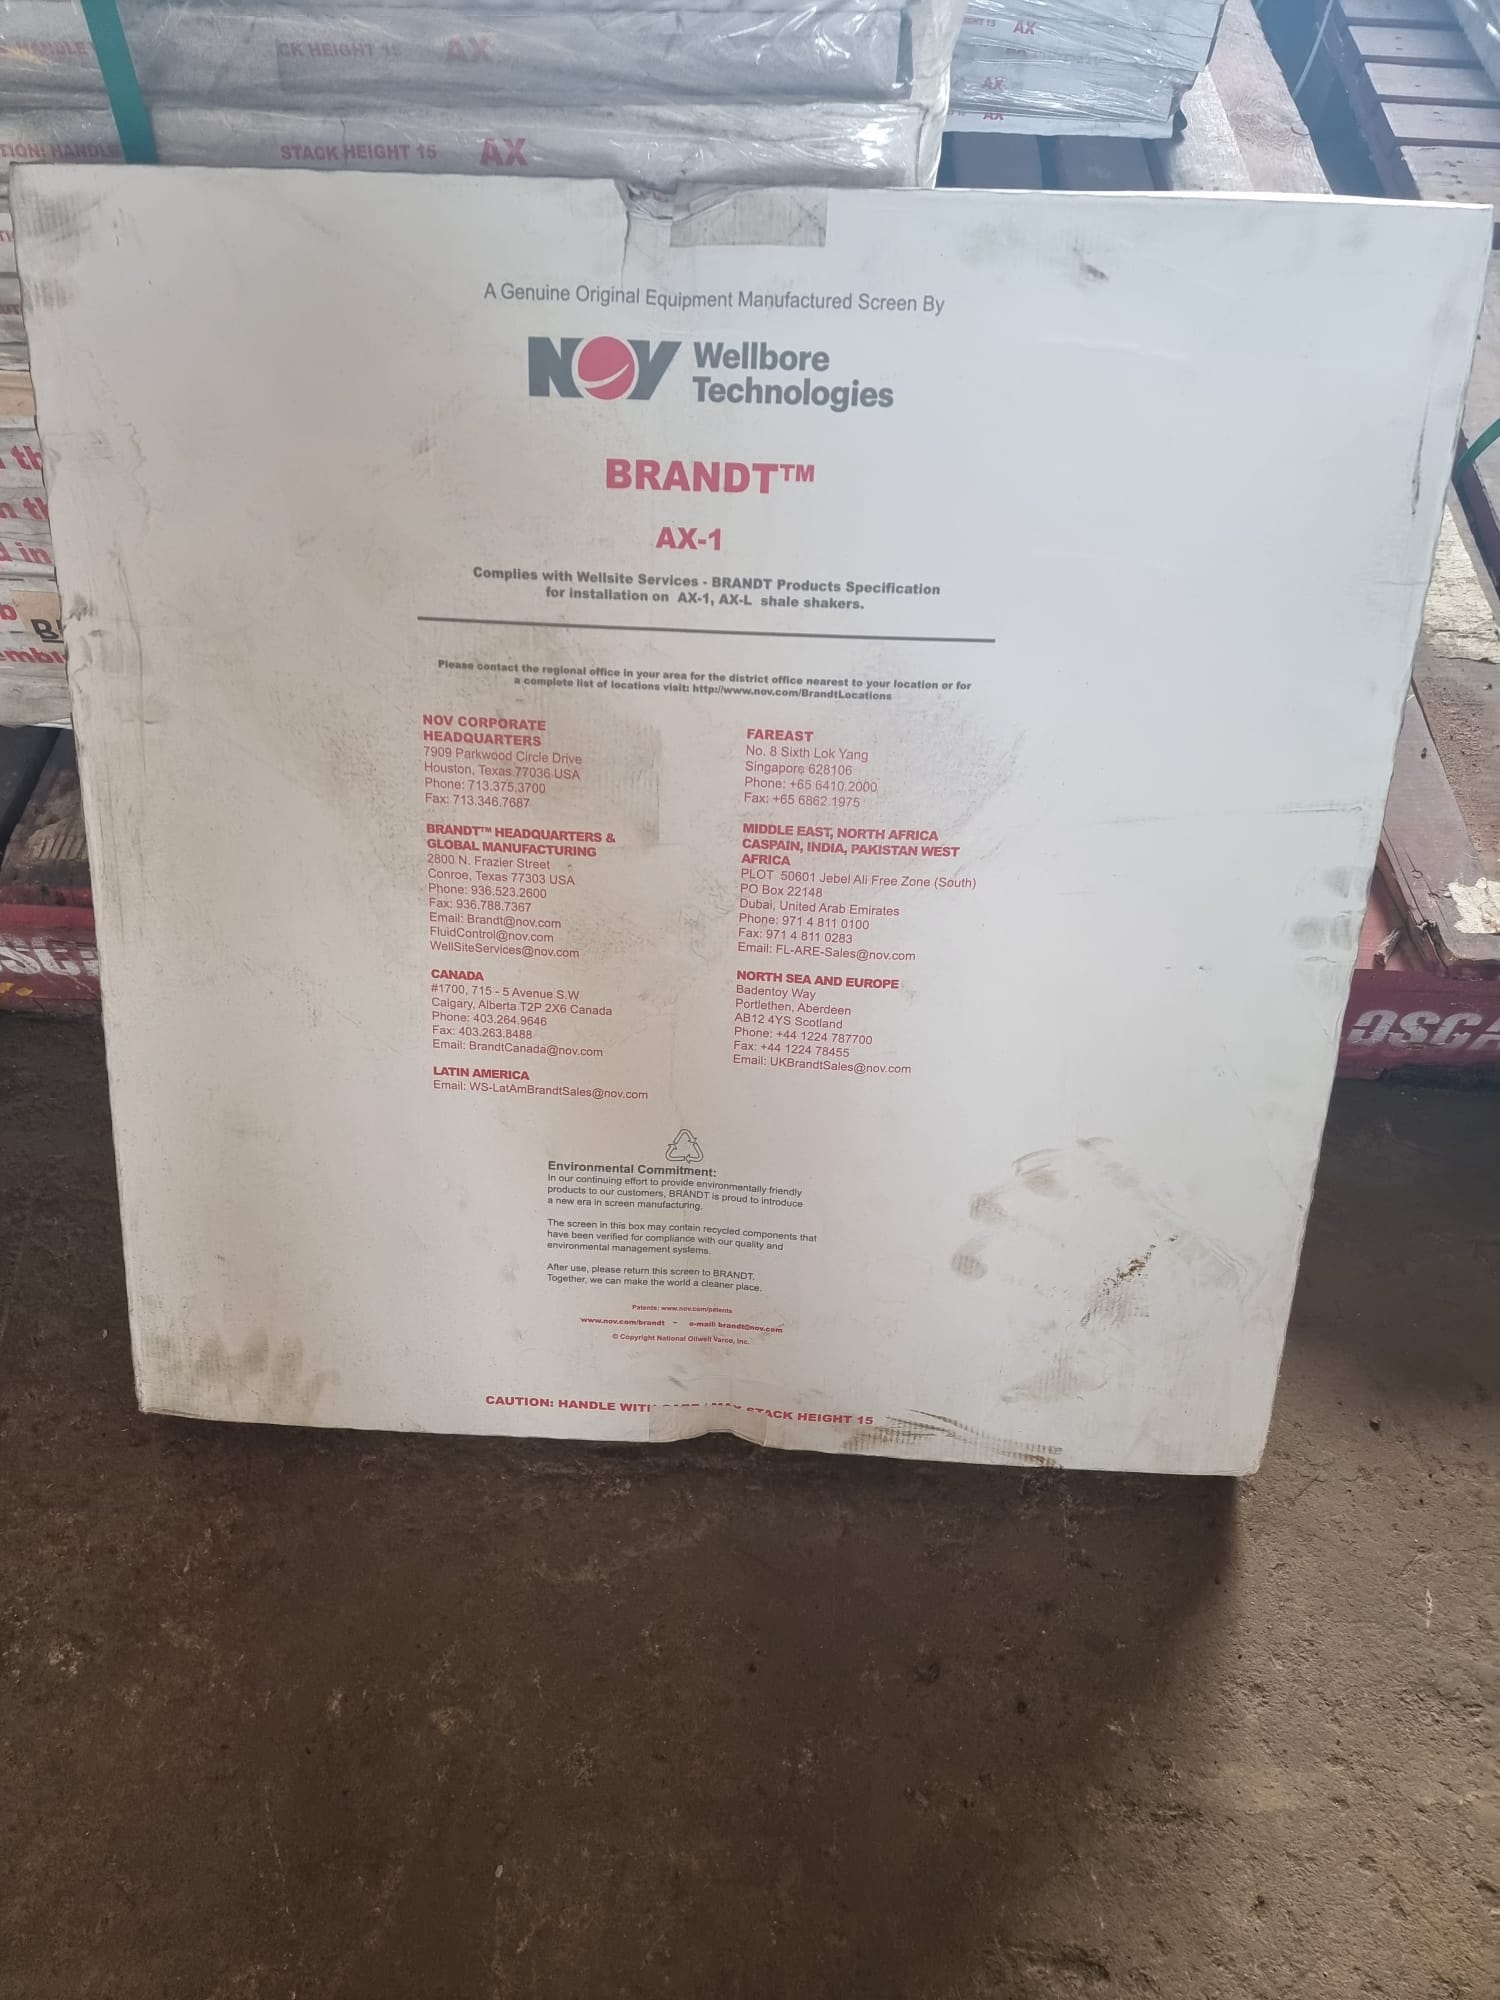 HANDLE
CK HEIGHT 15 AX
TION: HANDLE
STACK HEIGHT 15 AX
AX
AX
AX
A Genuine Original Equipment Manufactured Screen By
NOV Wellbore
Technologies
BRANDT™
AX-1
Complies with Wellsite Services - BRANDT Products Specification
for installation on AX-1, AX-L shale shakers.
Please contact the regional office in your area for the district office nearest to your location or for
a complete list of locations visit: http://www.nov.com/BrandtLocations
NOV CORPORATE
HEADQUARTERS
7909 Parkwood Circle Drive
Houston, Texas 77036 USA
Phone: 713.375.3700
Fax: 713.346.7687
BRANDT™ HEADQUARTERS &
GLOBAL MANUFACTURING
2800 N. Frazier Street
Conroe, Texas 77303 USA
Phone: 936.523.2600
Fax: 936.788.7367
Email: Brandt@nov.com
FluidControl@nov.com
WellSiteServices@nov.com
CANADA
#1700, 715 - 5 Avenue S.W
Calgary, Alberta T2P 2X6 Canada
Phone: 403.264.9646
Fax: 403.263.8488
Email: BrandtCanada@nov.com
LATIN AMERICA
Email: WS-LatAmBrandtSales@nov.com
FAREAST
No. 8 Sixth Lok Yang
Singapore 628106
Phone: +65 6410.2000
Fax: +65 6862.1975
MIDDLE EAST, NORTH AFRICA
CASPAIN, INDIA, PAKISTAN WEST
AFRICA
PLOT 50601 Jebel Ali Free Zone (South)
PO Box 22148
Dubai, United Arab Emirates
Phone: 971 4 811 0100
Fax: 971 4 811 0283
Email: FL-ARE-Sales@nov.com
NORTH SEA AND EUROPE
Badentoy Way
Portlethen, Aberdeen
AB12 4YS Scotland
Phone: +44 1224 787700
Fax: +44 1224 78455
Email: UKBrandtSales@nov.com
Environmental Commitment:
In our continuing effort to provide environmentally friendly
products to our customers, BRANDT is proud to introduce
a new era in screen manufacturing.
The screen in this box may contain recycled components that
have been verified for compliance with our quality and
environmental management systems.
After use, please return this screen to BRANDT.
Together, we can make the world a cleaner place.
Patents: www.nov.com/patents
www.nov.com/brandt - e-mail: brandt@nov.com
© Copyright National Oilwell Varco, Inc.
CAUTION: HANDLE WITH STACK HEIGHT 15
OSCA